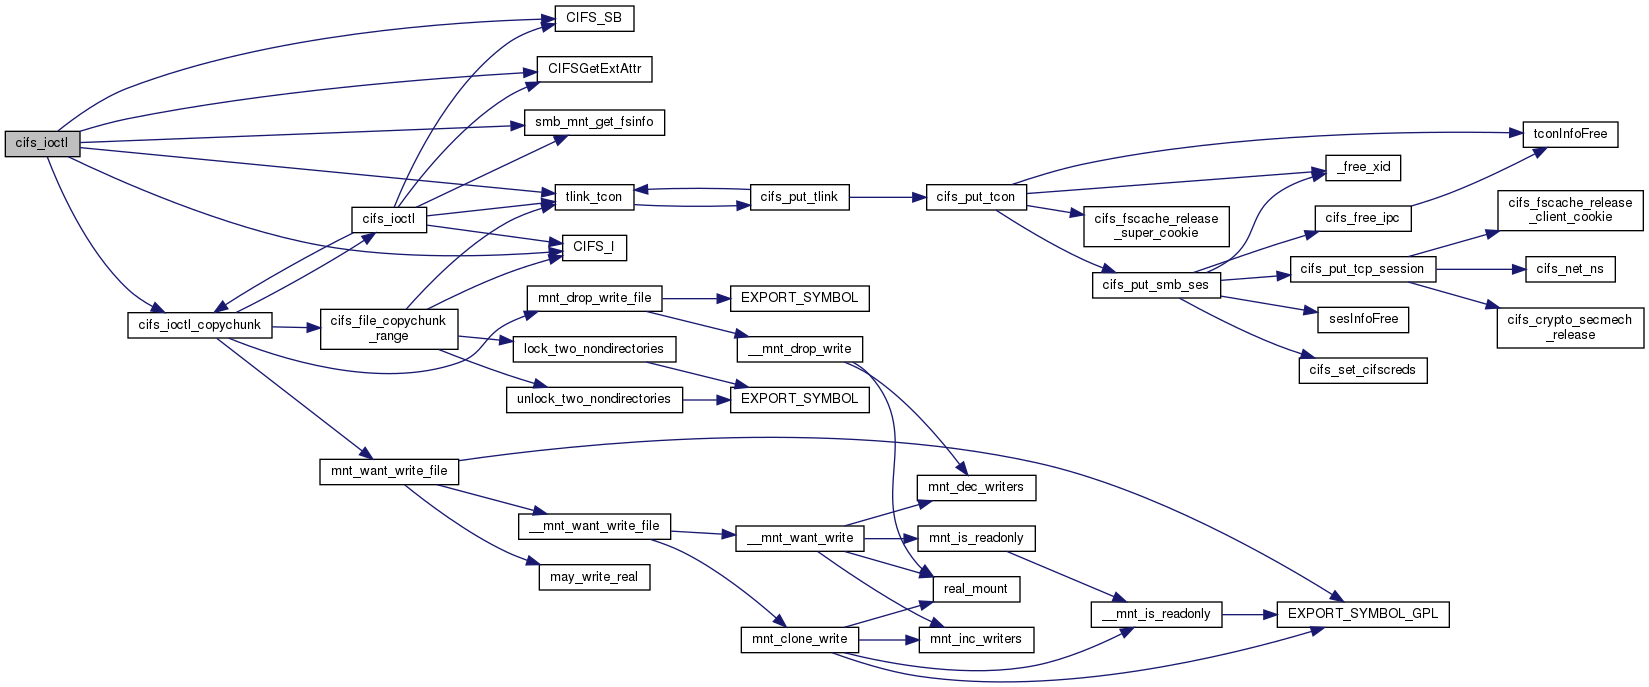 CIFS_SB
CIFSGetExtAttr
smb_mnt_get_fsinfo
cifs_ioctl
tconInfoFree
_free_xid
tlink_tcon
cifs_put_tlink
cifs_put_tcon
cifs_fscache_release
_client_cookie
cifs_ioctl
cifs_fscache_release
_super_cookie
cifs_free_ipc
CIFS_I
cifs_put_tcp_session
cifs_net_ns
cifs_put_smb_ses
mnt_drop_write_file
EXPORT_SYMBOL
cifs_ioctl_copychunk
cifs_file_copychunk
_range
sesInfoFree
cifs_crypto_secmech
_release
lock_two_nondirectories
__mnt_drop_write
cifs_set_cifscreds
unlock_two_nondirectories
EXPORT_SYMBOL
mnt_want_write_file
mnt_dec_writers
__mnt_want_write_file
__mnt_want_write
mnt_is_readonly
may_write_real
real_mount
__mnt_is_readonly
EXPORT_SYMBOL_GPL
mnt_clone_write
mnt_inc_writers